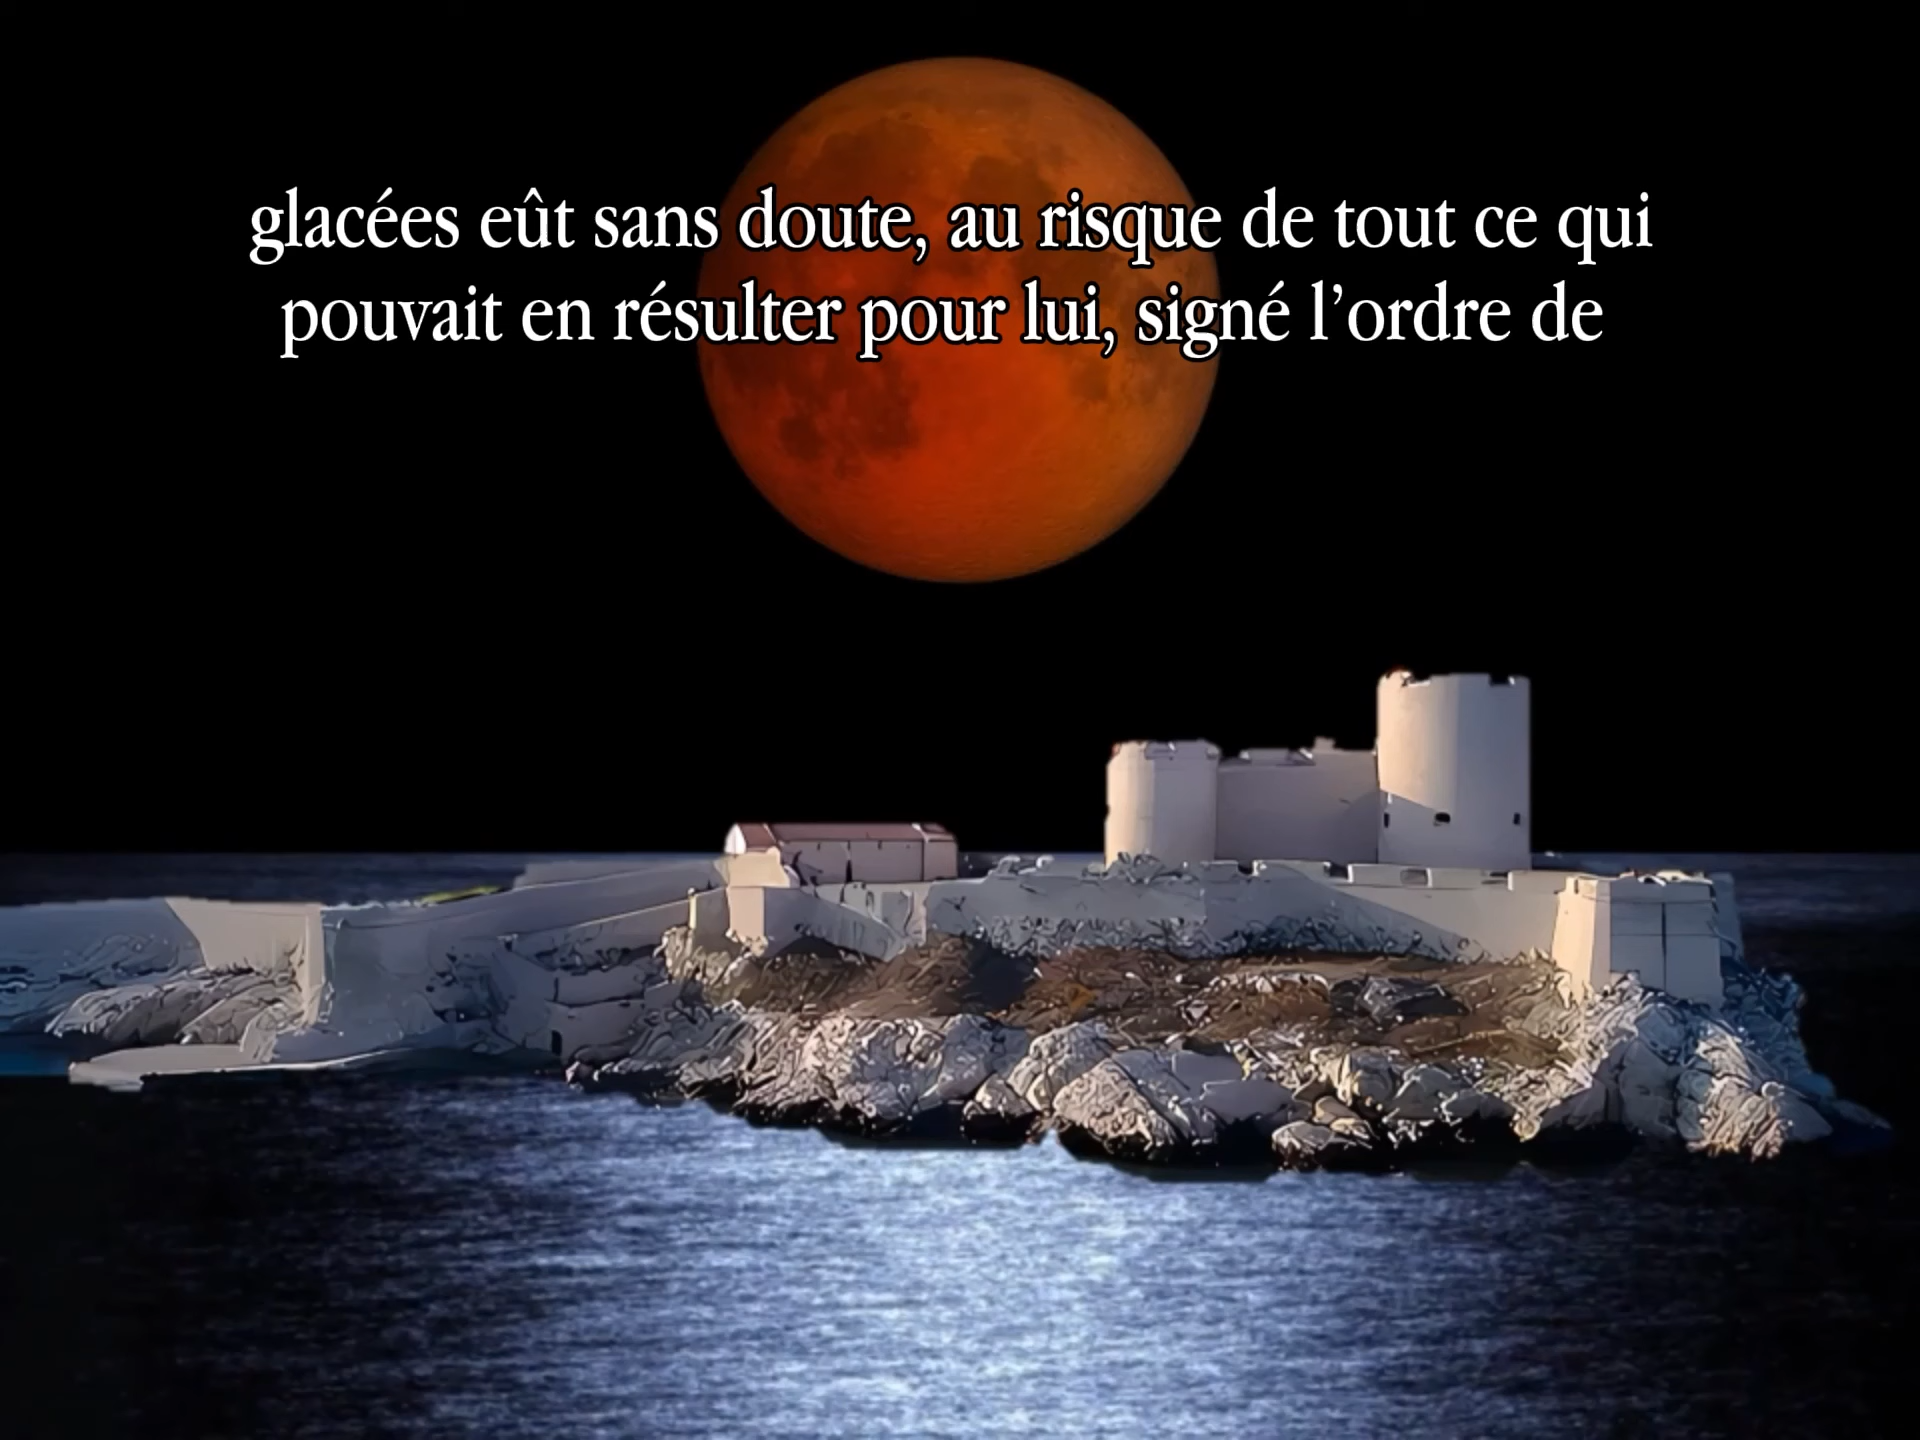 glacées eût sans doute, au risque de tout ce qui
pouvait en résulter pour lui, signé l’ordre de